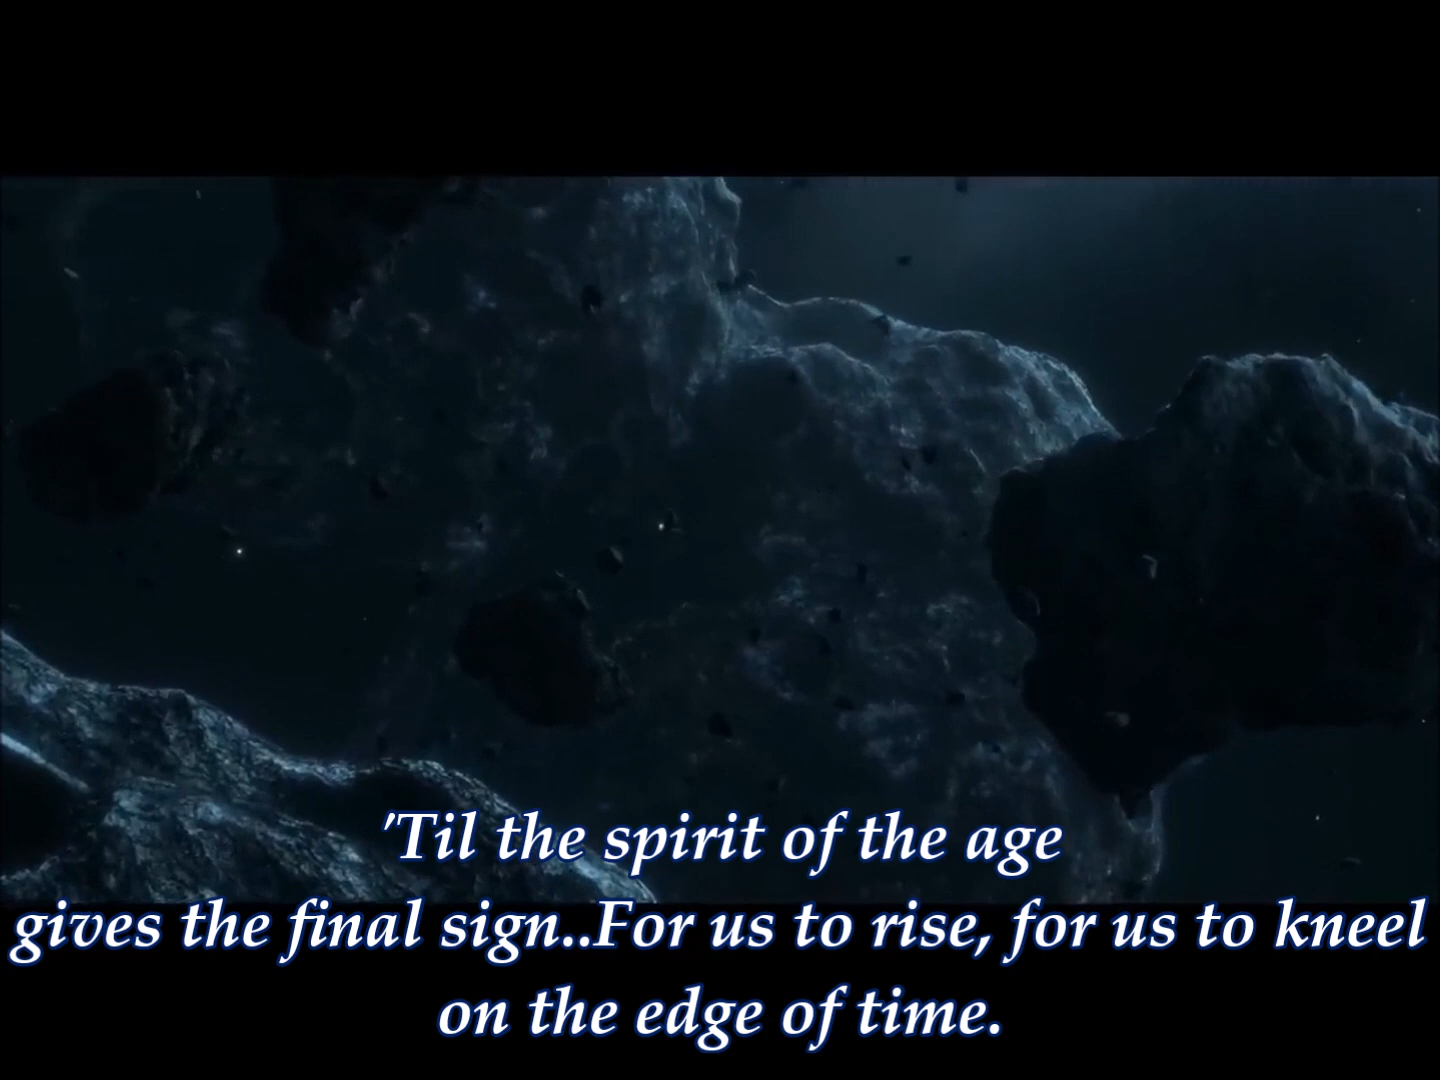 'Til the spirit of the age
gives the final sign..For us to rise, for us to kneel
on the edge of time.